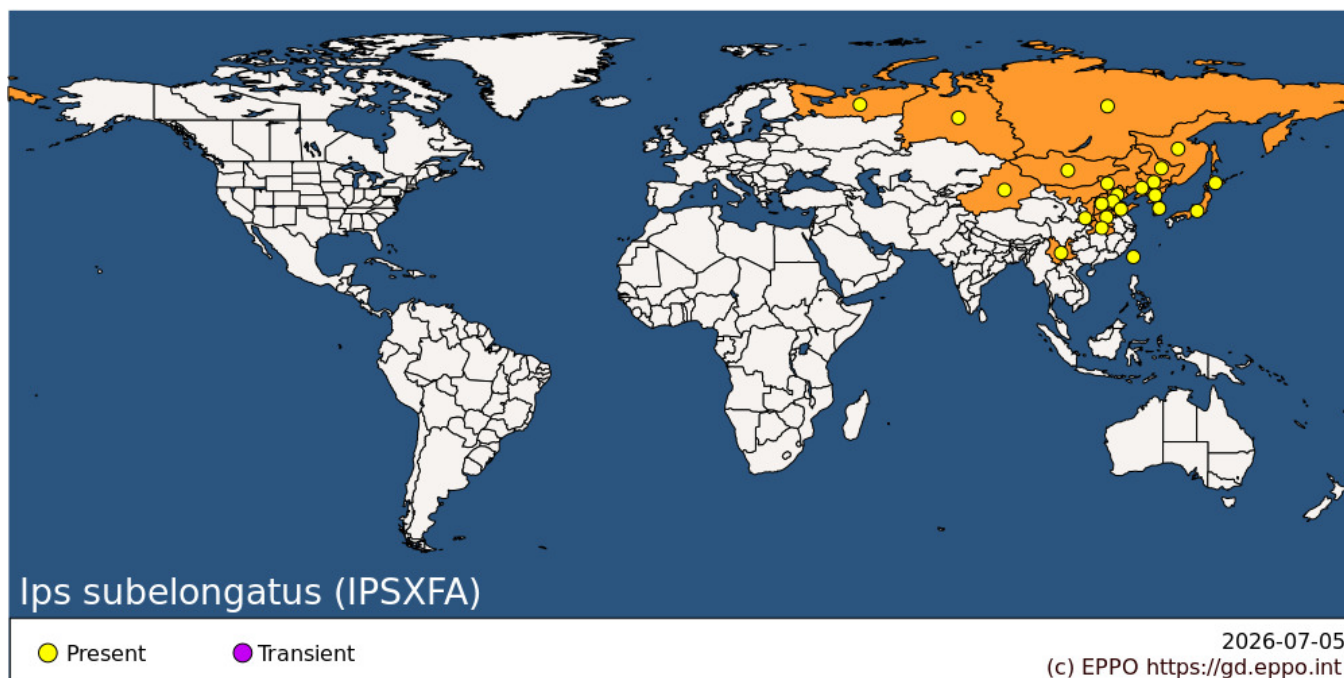 Ips subelongatus (IPSXFA)
Present
Transient
2026-07-05
(c) EPPO https://gd.eppo.int